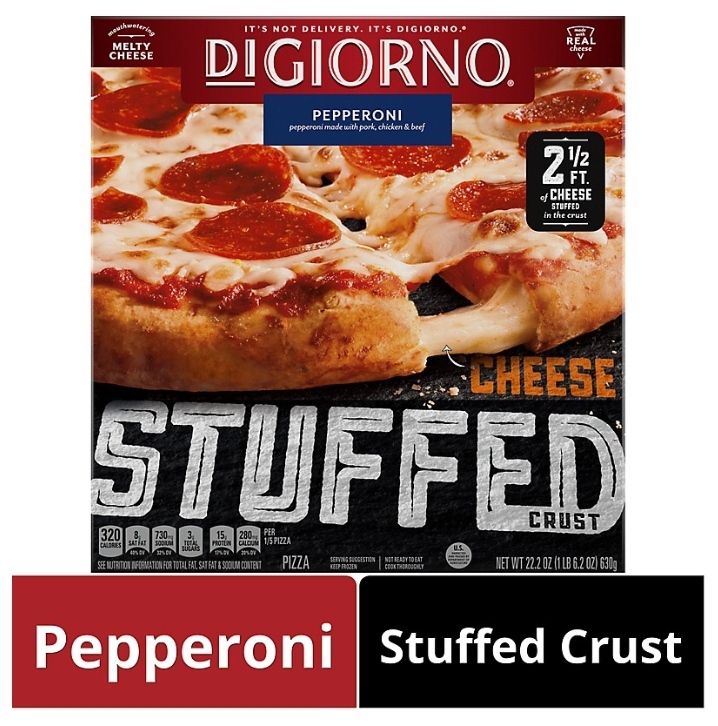 mouthwatering
MELTY
CHEESE
IT'S NOT DELIVERY. IT'S DIGIORNO.®
made
with
REAL
cheese
DIGIORNO®
PEPPERONI
pepperoni made with pork, chicken & beef
2 1/2
FT.
of CHEESE
STUFFED
in the crust
CHEESE
STUFFED
CRUST
320
CALORIES
8g
SAT FAT
40% DV
730mg
SODIUM
32% DV
3g
TOTAL
SUGARS
15g
PROTEIN
17% DV
280mg
CALCIUM
20% DV
PER
1/5 PIZZA
SEE NUTRITION INFORMATION FOR TOTAL FAT, SAT FAT & SODIUM CONTENT
PIZZA
SERVING SUGGESTION
KEEP FROZEN
NOT READY TO EAT
COOK THOROUGHLY
U.S.
NET WT 22.2 OZ (1 LB 6.2 OZ) 630g
Pepperoni
Stuffed Crust